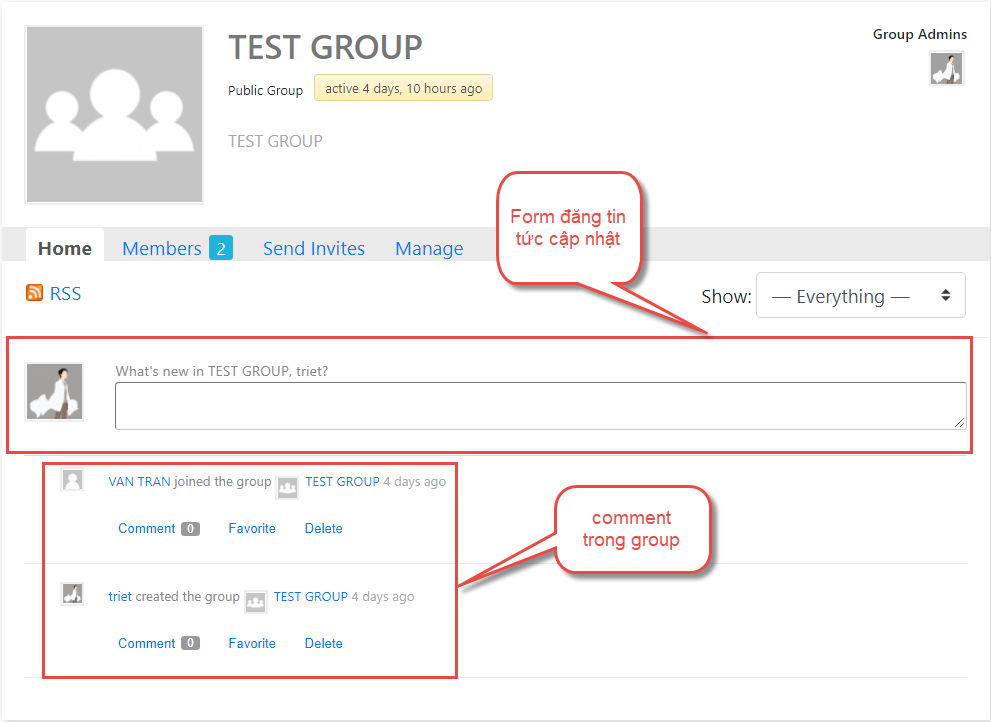 TEST GROUP
Group Admins
Public Group active 4 days, 10 hours ago
TEST GROUP
Form đăng tin
tức cập nhật
Home Members 2 Send Invites Manage
RSS
Show: — Everything —
What's new in TEST GROUP, triet?
VAN TRAN joined the group TEST GROUP 4 days ago
Comment 0 Favorite Delete
comment
trong group
triet created the group TEST GROUP 4 days ago
Comment 0 Favorite Delete